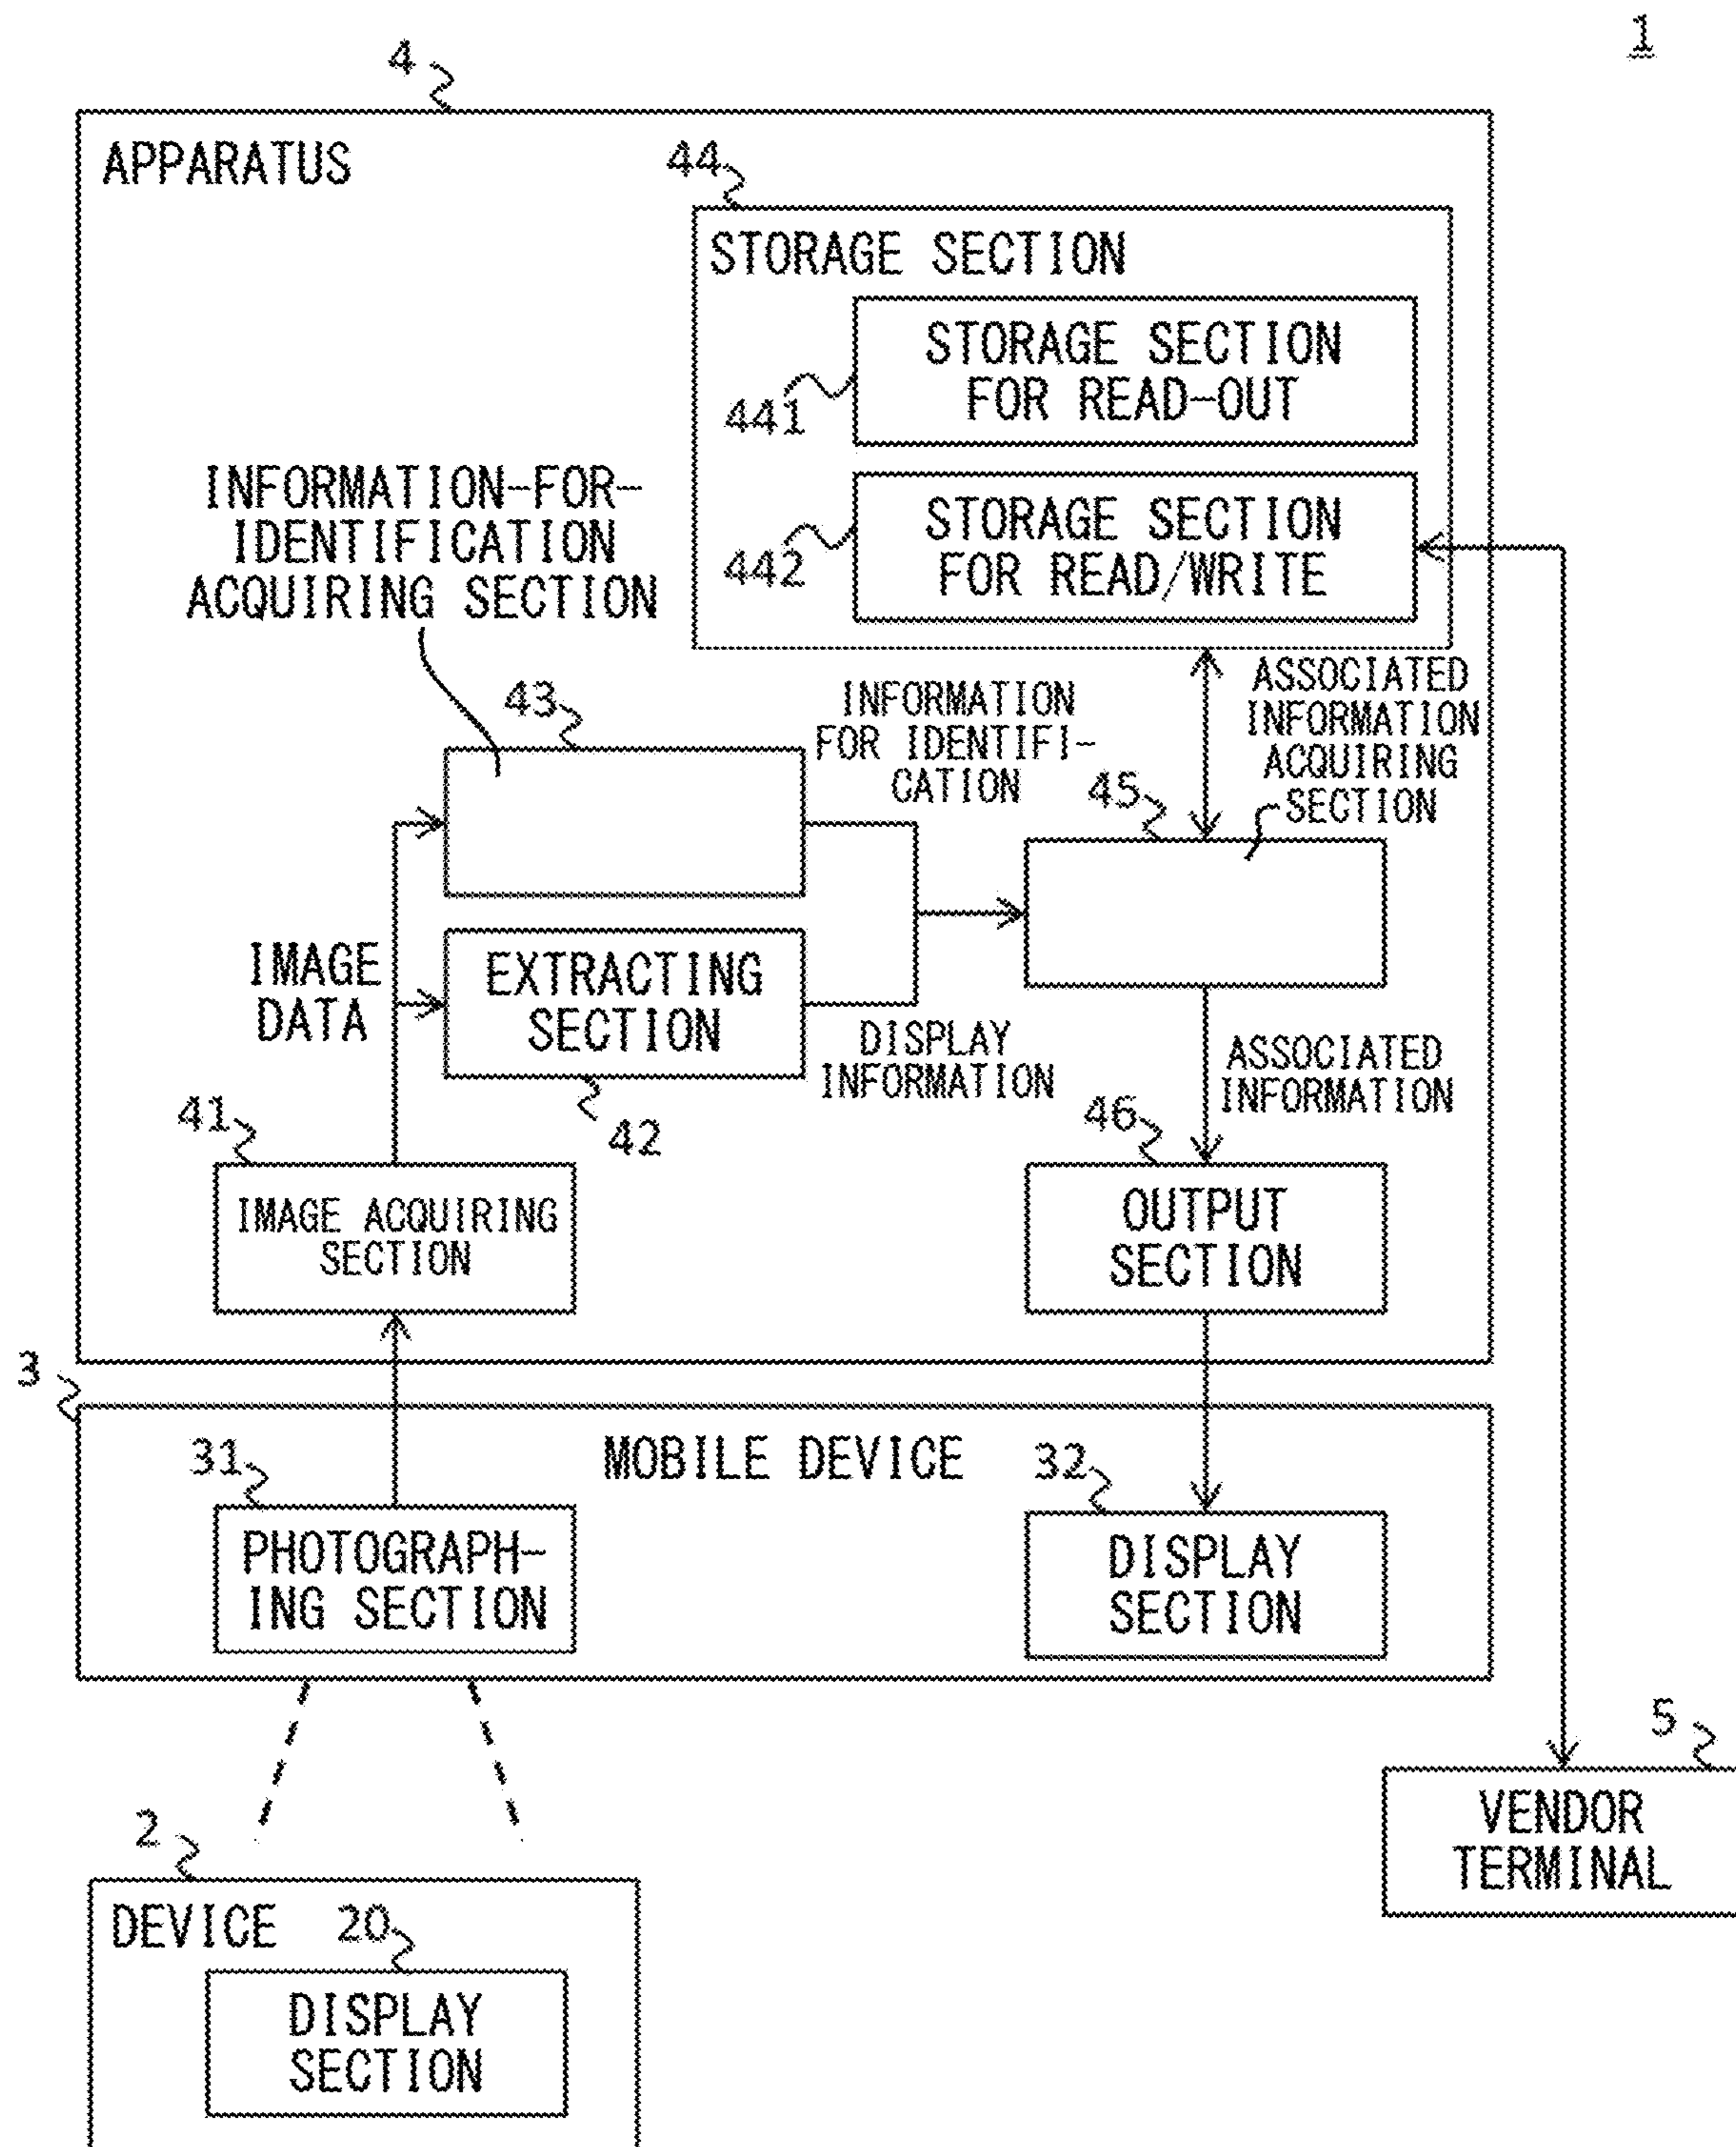 1
4
APPARATUS
44
STORAGE SECTION
STORAGE SECTION
FOR READ-OUT
441
STORAGE SECTION
FOR READ/WRITE
442
INFORMATION-FOR-
IDENTIFICATION
ACQUIRING SECTION
43
INFORMATION
FOR IDENTIFI-
CATION
ASSOCIATED
INFORMATION
ACQUIRING
SECTION
45
IMAGE
DATA
EXTRACTING
SECTION
42
DISPLAY
INFORMATION
ASSOCIATED
INFORMATION
41
IMAGE ACQUIRING
SECTION
46
OUTPUT
SECTION
3
MOBILE DEVICE
31
PHOTOGRAPH-
ING SECTION
32
DISPLAY
SECTION
5
VENDOR
TERMINAL
2
DEVICE
20
DISPLAY
SECTION